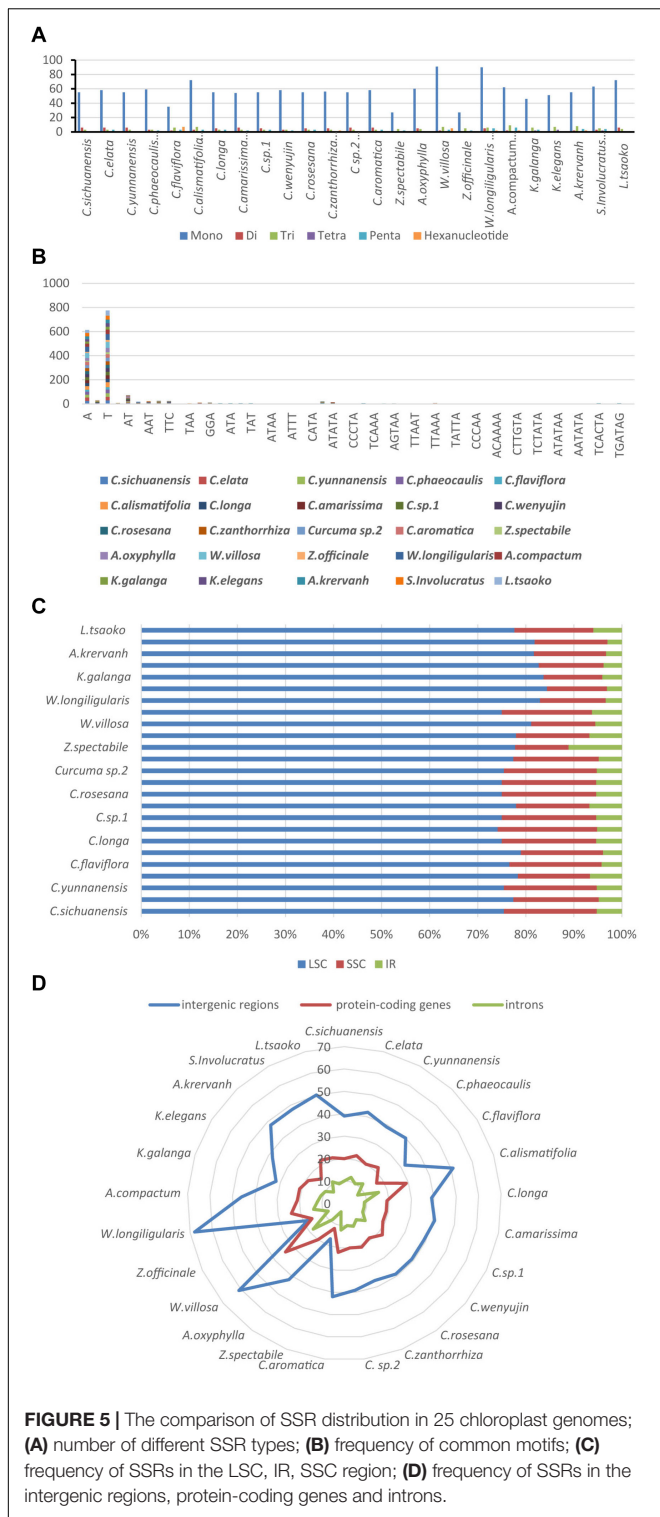 A
100
80
60
40
20
0
C.sichuanensis
C.elata
C.yunnanensis
C.phaeocaulis...
C.flaviflora
C.alismatifolia...
C.longa
C.amarissima...
C.sp.1
C.wenyujin
C.rosesana
C.zanthorrhiza...
C.sp.2...
C.aromatica
Z.spectabile
A.oxyphylla
W.villosa
Z.officinale
W.longiligularis...
A.compactum...
K.galanga
K.elegans
A.krervanh
S.Involucratus...
L.tsaoko
Mono Di Tri Tetra Penta Hexanucleotide
B
1000
800
600
400
200
0
A
T
AT
AAT
TTC
TAA
GGA
ATA
TAT
ATAA
ATTT
CATA
ATATA
CCCTA
TCAAA
AGTAA
TTAAT
TTAAA
TATTA
CCCAA
ACAAAA
CTTGTA
TCTATA
ATATAA
AATATA
TCACTA
TGATAG
C.sichuanensis C.elata C.yunnanensis C.phaeocaulis C.flaviflora
C.alismatifolia C.longa C.amarissima C.sp.1 C.wenyujin
C.rosesana C.zanthorrhiza Curcuma sp.2 C.aromatica Z.spectabile
A.oxyphylla W.villosa Z.officinale W.longiligularis A.compactum
K.galanga K.elegans A.krervanh S.Involucratus L.tsaoko
C
L.tsaoko
A.krervanh
K.galanga
W.longiligularis
W.villosa
Z.spectabile
Curcuma sp.2
C.rosesana
C.sp.1
C.longa
C.flaviflora
C.yunnanensis
C.sichuanensis
0% 10% 20% 30% 40% 50% 60% 70% 80% 90% 100%
LSC SSC IR
D
intergenic regions protein-coding genes introns
70
60
50
40
30
20
10
0
C.sichuanensis
C.elata
C.yunnanensis
C.phaeocaulis
C.flaviflora
C.alismatifolia
C.longa
C.amarissima
C.sp.1
C.wenyujin
C.rosesana
C.zanthorrhiza
C. sp.2
C.aromatica
Z.spectabile
A.oxyphylla
W.villosa
Z.officinale
W.longiligularis
A.compactum
K.galanga
K.elegans
A.krervanh
S.Involucratus
L.tsaoko
FIGURE 5 | The comparison of SSR distribution in 25 chloroplast genomes;
(A) number of different SSR types; (B) frequency of common motifs; (C)
frequency of SSRs in the LSC, IR, SSC region; (D) frequency of SSRs in the
intergenic regions, protein-coding genes and introns.